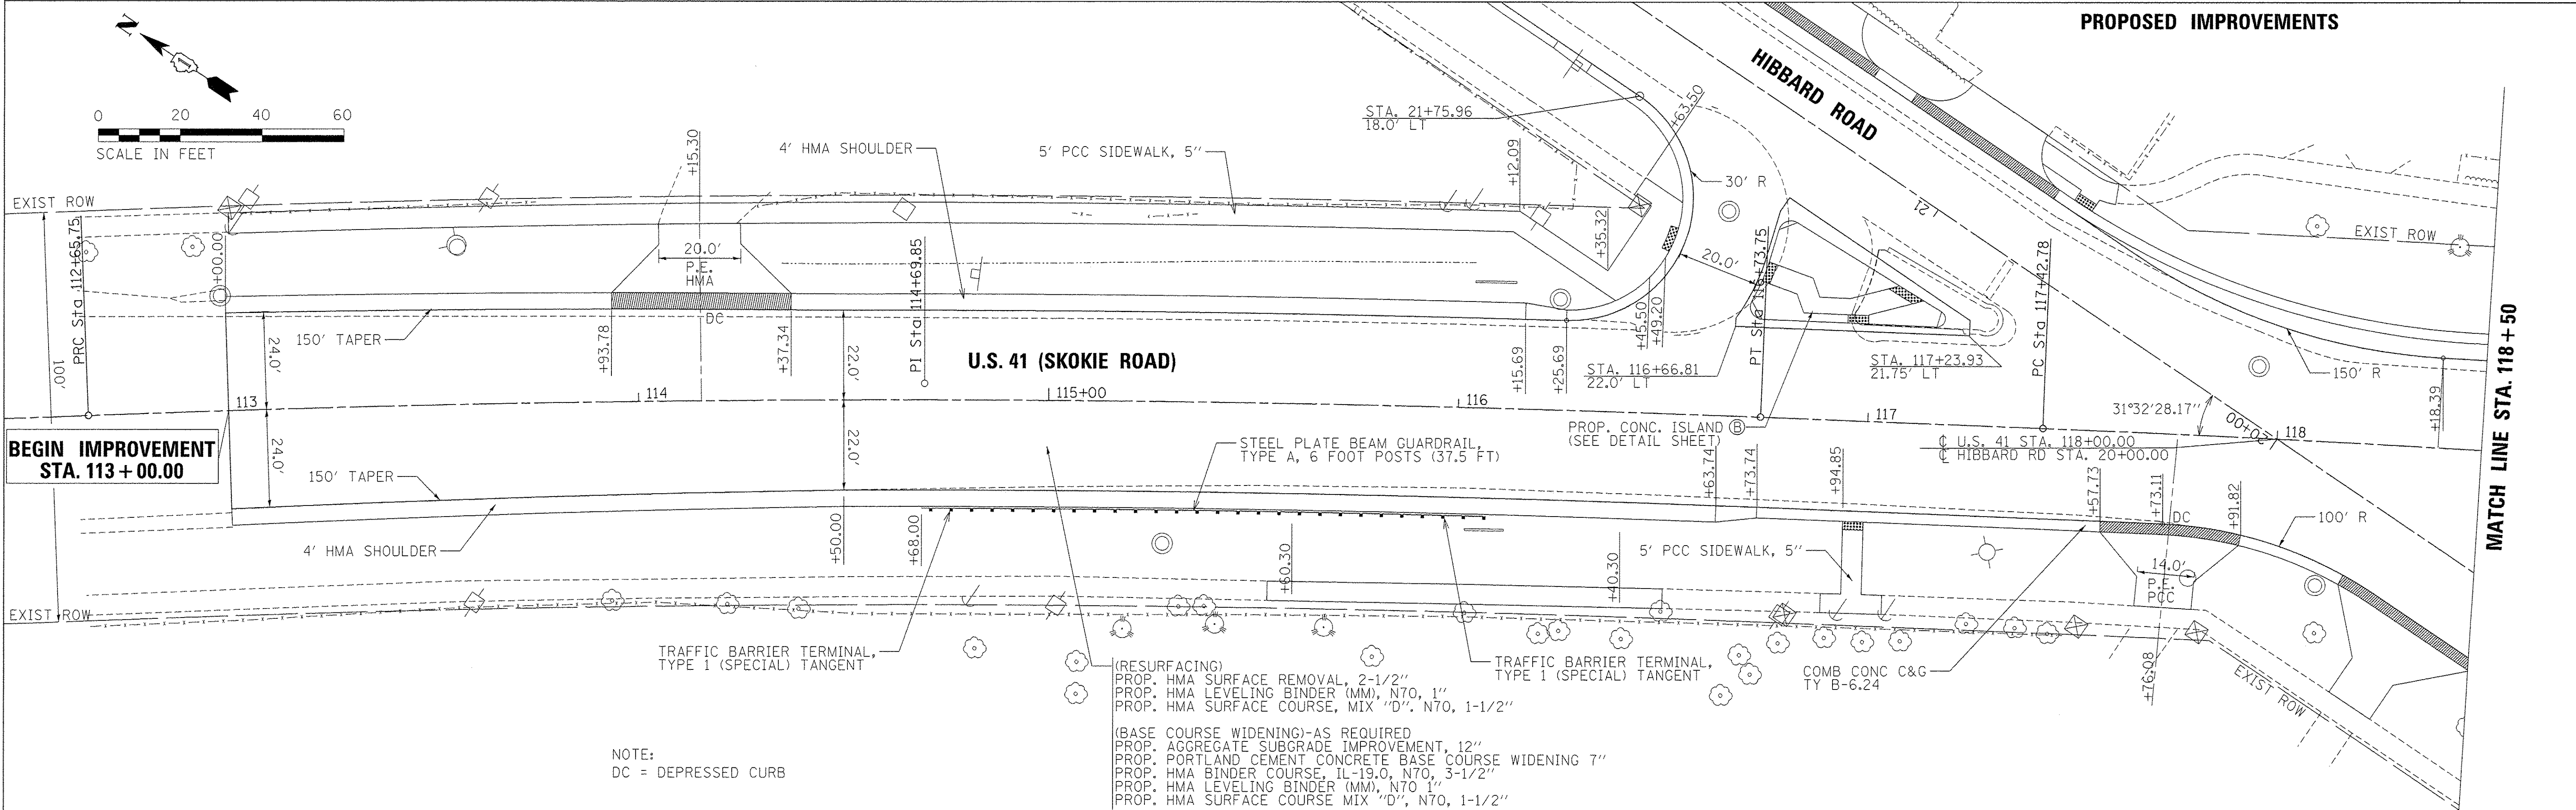 PROPOSED IMPROVEMENTS
N
0 20 40 60
SCALE IN FEET
HIBBARD ROAD
STA. 21+75.96
18.0' LT
+63.50
+15.30
4' HMA SHOULDER
5' PCC SIDEWALK, 5"
+12.09
30' R
+35.32
21
EXIST ROW
EXIST ROW
PRC Sta 112+65.75
+00.00
20.0'
P.E.
HMA
DC
PI Sta 114+69.85
20.0'
PT Sta 116+73.75
PC Sta 117+42.78
150' TAPER
100'
24.0'
+93.78
+37.34
22.0'
U.S. 41 (SKOKIE ROAD)
+15.69
+25.69
+45.50
+49.20
STA. 116+66.81
22.0' LT
STA. 117+23.93
21.75' LT
150' R
+18.39
113
114
115+00
116
117
118
31°32'28.17"
20+00
MATCH LINE STA. 118+50
BEGIN IMPROVEMENT
STA. 113+00.00
24.0'
22.0'
PROP. CONC. ISLAND B
(SEE DETAIL SHEET)
℄ U.S. 41 STA. 118+00.00
℄ HIBBARD RD STA. 20+00.00
STEEL PLATE BEAM GUARDRAIL,
TYPE A, 6 FOOT POSTS (37.5 FT)
150' TAPER
+63.74
+73.74
+94.85
+57.73
+73.11
+91.82
DC
100' R
4' HMA SHOULDER
+50.00
+68.00
+60.30
+40.30
5' PCC SIDEWALK, 5"
14.0'
P.E.
PCC
EXIST ROW
TRAFFIC BARRIER TERMINAL,
TYPE 1 (SPECIAL) TANGENT
TRAFFIC BARRIER TERMINAL,
TYPE 1 (SPECIAL) TANGENT
COMB CONC C&G
TY B-6.24
+76.08
EXIST ROW
(RESURFACING)
PROP. HMA SURFACE REMOVAL, 2-1/2"
PROP. HMA LEVELING BINDER (MM), N70, 1"
PROP. HMA SURFACE COURSE, MIX "D". N70, 1-1/2"
(BASE COURSE WIDENING)-AS REQUIRED
PROP. AGGREGATE SUBGRADE IMPROVEMENT, 12"
PROP. PORTLAND CEMENT CONCRETE BASE COURSE WIDENING 7"
PROP. HMA BINDER COURSE, IL-19.0, N70, 3-1/2"
PROP. HMA LEVELING BINDER (MM), N70 1"
PROP. HMA SURFACE COURSE MIX "D", N70, 1-1/2"
NOTE:
DC = DEPRESSED CURB